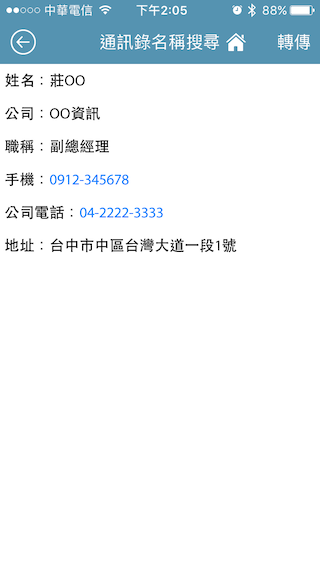 中華電信 下午2:05 88%
通訊錄名稱搜尋 轉傳
姓名：莊OO
公司：OO資訊
職稱：副總經理
手機：0912-345678
公司電話：04-2222-3333
地址：台中市中區台灣大道一段1號